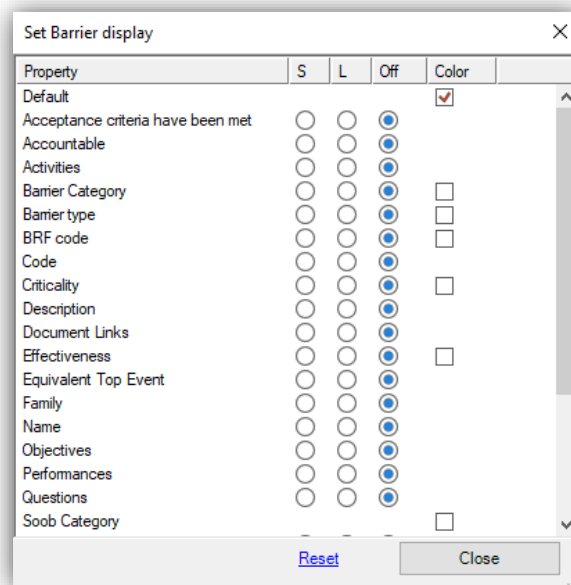 Set Barrier display
Property S L Off Color
Default
Acceptance criteria have been met
Accountable
Activities
Barrier Category
Barrier type
BRF code
Code
Criticality
Description
Document Links
Effectiveness
Equivalent Top Event
Family
Name
Objectives
Performances
Questions
Soob Category
Reset Close